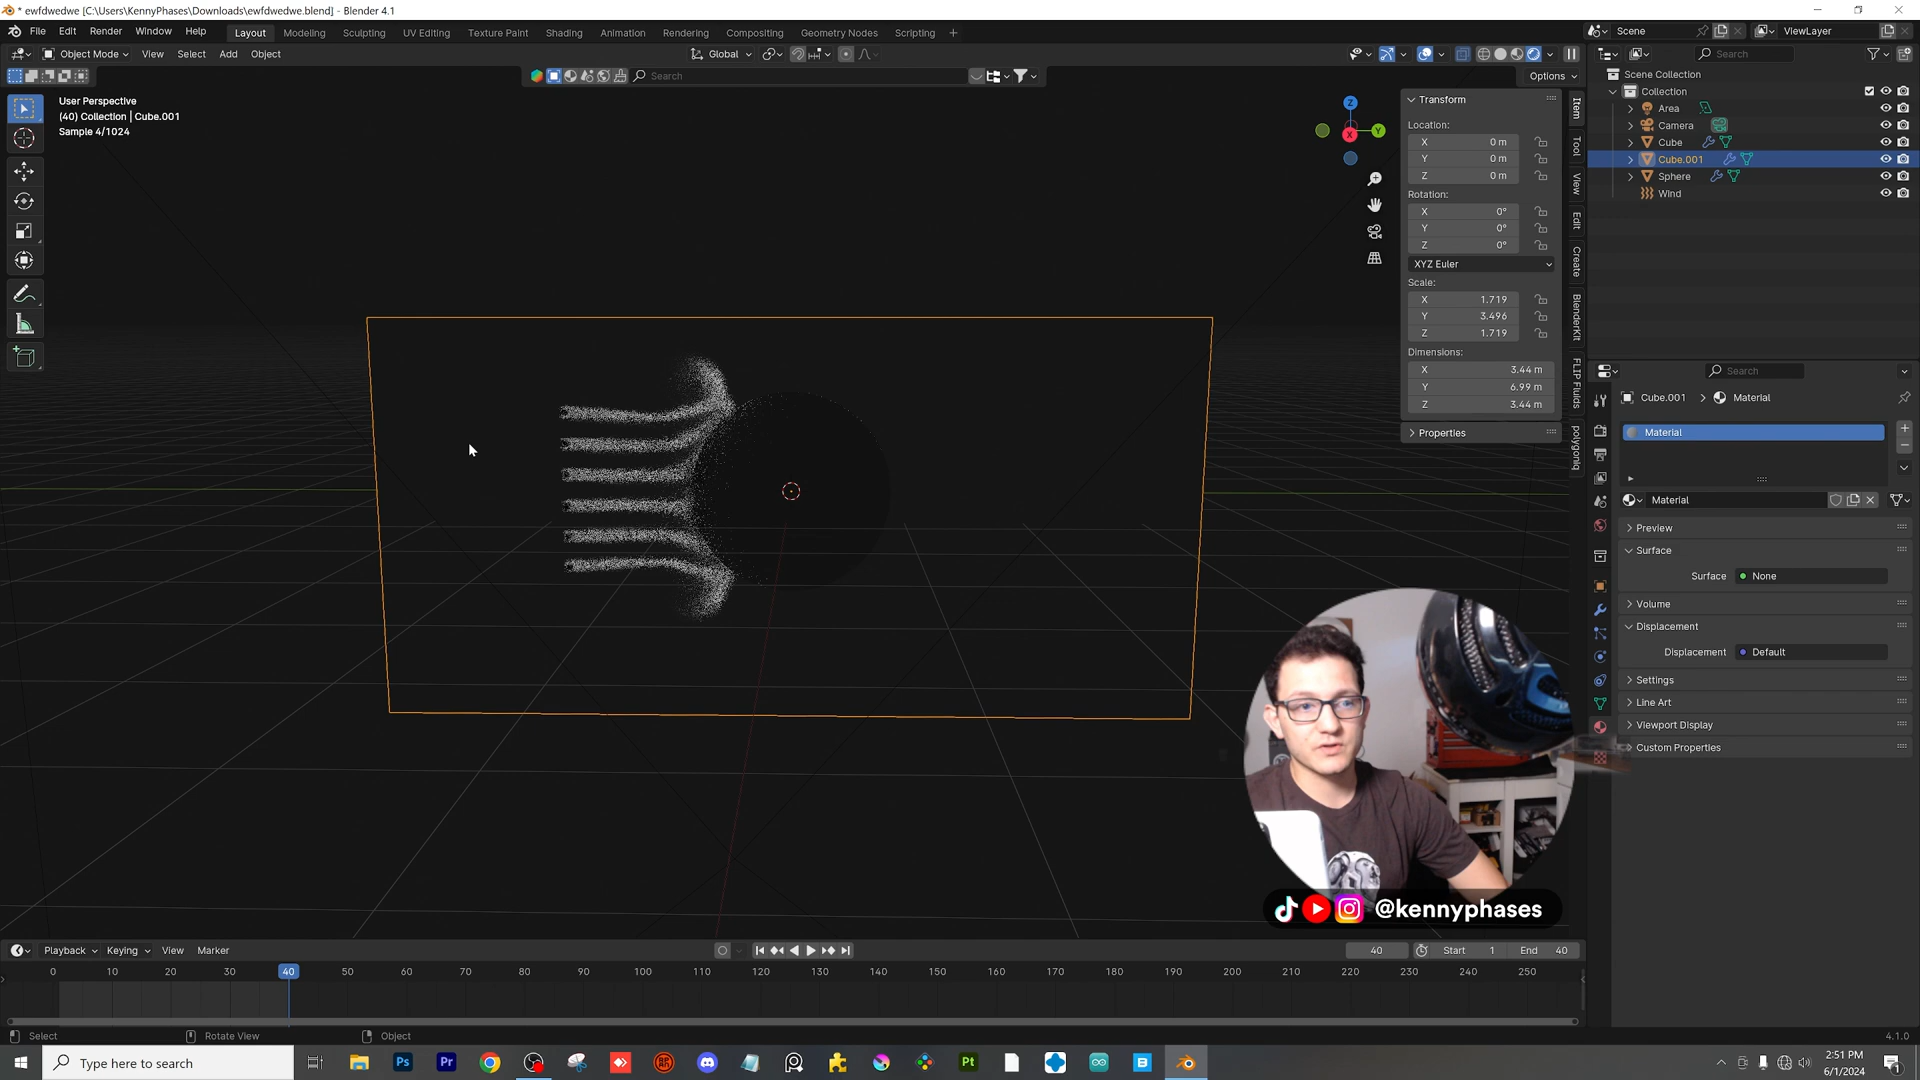 * ewfdwedwe [C:\Users\KennyPhases\Downloads\ewfdwedwe.blend] - Blender 4.1
File Edit Render Window Help Layout Modeling Sculpting UV Editing Texture Paint Shading Animation Rendering Compositing Geometry Nodes Scripting + Scene ViewLayer
Object Mode View Select Add Object Global Search
Search Options
User Perspective
(40) Collection | Cube.001
Sample 4/1024
Z
Y
X
Transform
Location:
X 0 m
Y 0 m
Z 0 m
Rotation:
X 0°
Y 0°
Z 0°
XYZ Euler
Scale:
X 1.719
Y 3.496
Z 1.719
Dimensions:
X 3.44 m
Y 6.99 m
Z 3.44 m
Properties
Item
Tool
View
Edit
Create
BlenderKit
FLIP Fluids
polygoniq
Scene Collection
Collection
Area
Camera
Cube
Cube.001
Sphere
Wind
Search
Cube.001 > Material
Material
Material
Preview
Surface
Surface None
Volume
Displacement
Displacement Default
Settings
Line Art
Viewport Display
Custom Properties
@kennyphases
Playback Keying View Marker 40 Start 1 End 40
0 10 20 30 40 50 60 70 80 90 100 110 120 130 140 150 160 170 180 190 200 210 220 230 240 250
Select Rotate View Object 4.1.0
Type here to search Ps Pr Pt B 2:51 PM
6/1/2024 1